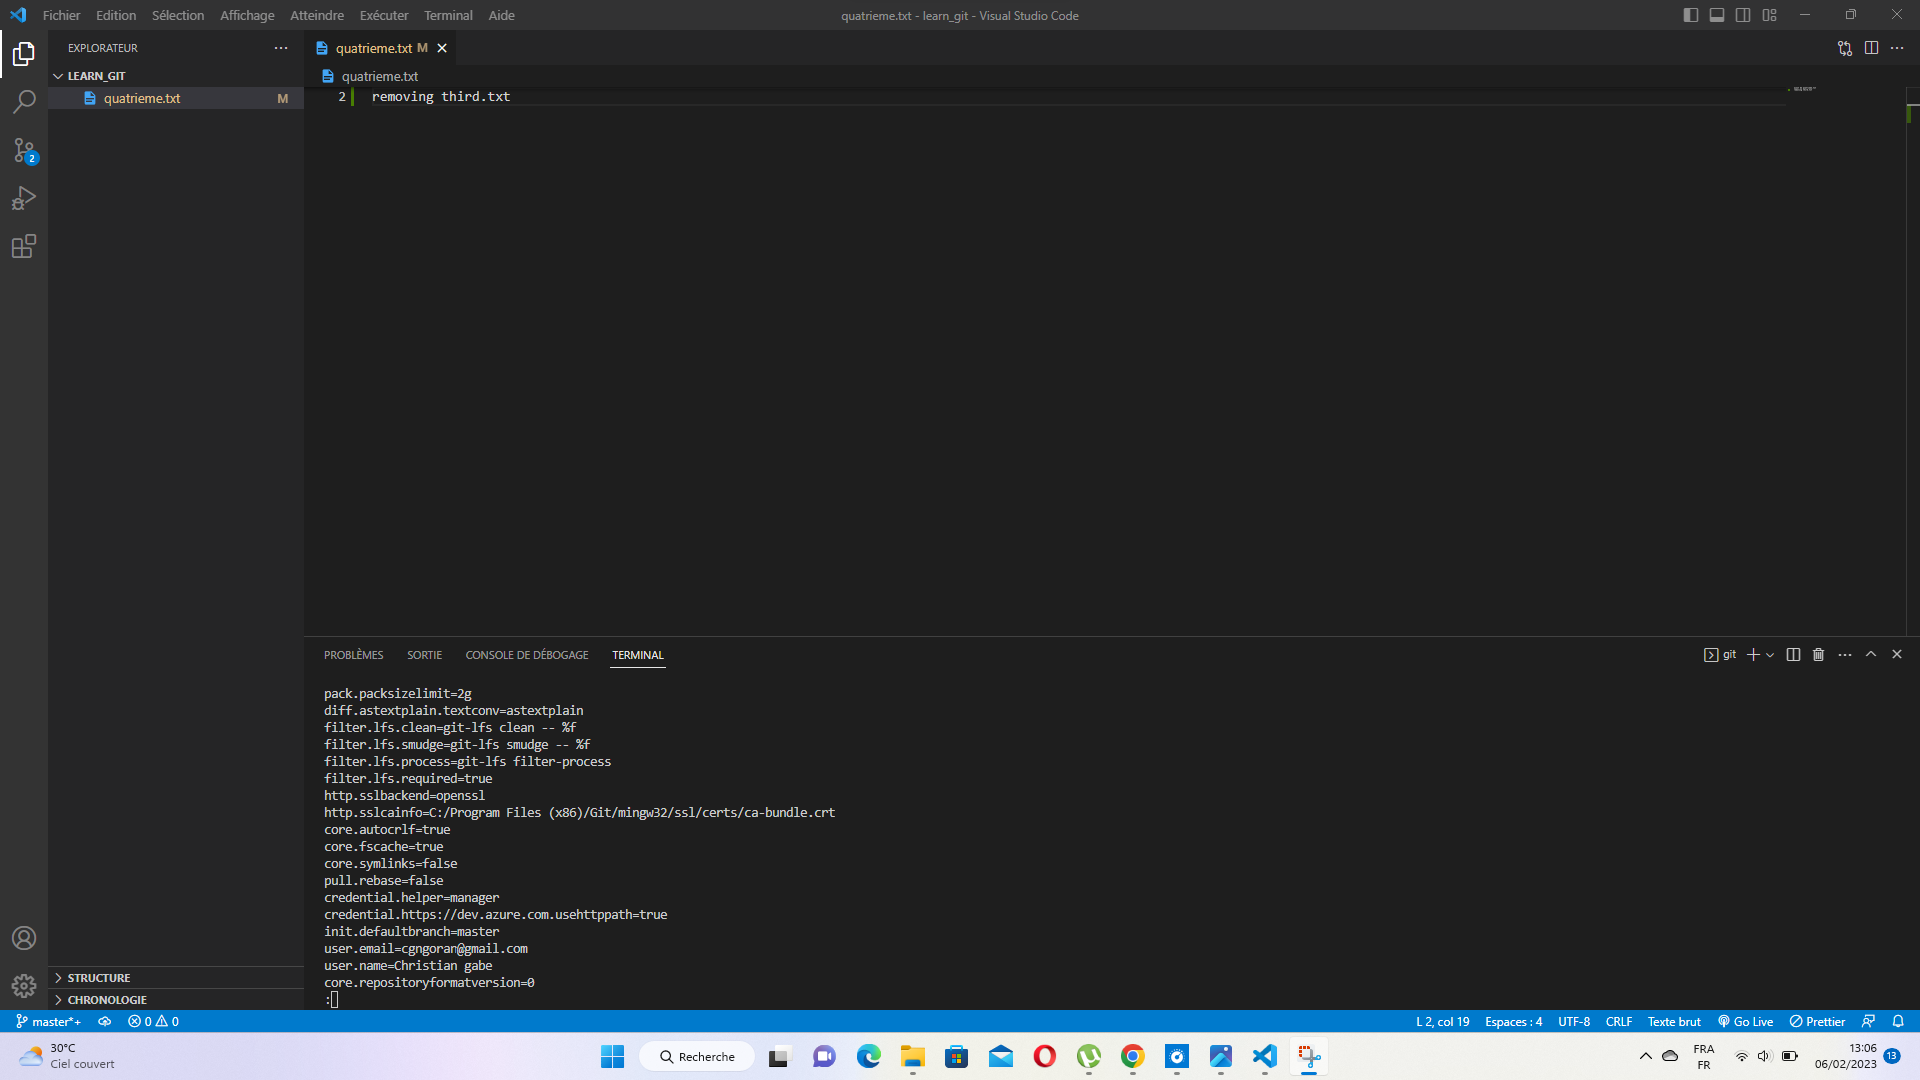 Fichier Edition Sélection Affichage Atteindre Exécuter Terminal Aide
quatrieme.txt - learn_git - Visual Studio Code
EXPLORATEUR
LEARN_GIT
quatrieme.txt M
quatrieme.txt M
quatrieme.txt
2 removing third.txt
2
PROBLÈMES SORTIE CONSOLE DE DÉBOGAGE TERMINAL
git
pack.packsizelimit=2g
diff.astextplain.textconv=astextplain
filter.lfs.clean=git-lfs clean -- %f
filter.lfs.smudge=git-lfs smudge -- %f
filter.lfs.process=git-lfs filter-process
filter.lfs.required=true
http.sslbackend=openssl
http.sslcainfo=C:/Program Files (x86)/Git/mingw32/ssl/certs/ca-bundle.crt
core.autocrlf=true
core.fscache=true
core.symlinks=false
pull.rebase=false
credential.helper=manager
credential.https://dev.azure.com.usehttppath=true
init.defaultbranch=master
user.email=cgngoran@gmail.com
user.name=Christian gabe
core.repositoryformatversion=0
:
STRUCTURE
CHRONOLOGIE
master*+ 0 0
L 2, col 19 Espaces : 4 UTF-8 CRLF Texte brut Go Live Prettier
30°C
Ciel couvert
Recherche
FRA
FR
13:06
06/02/2023
13